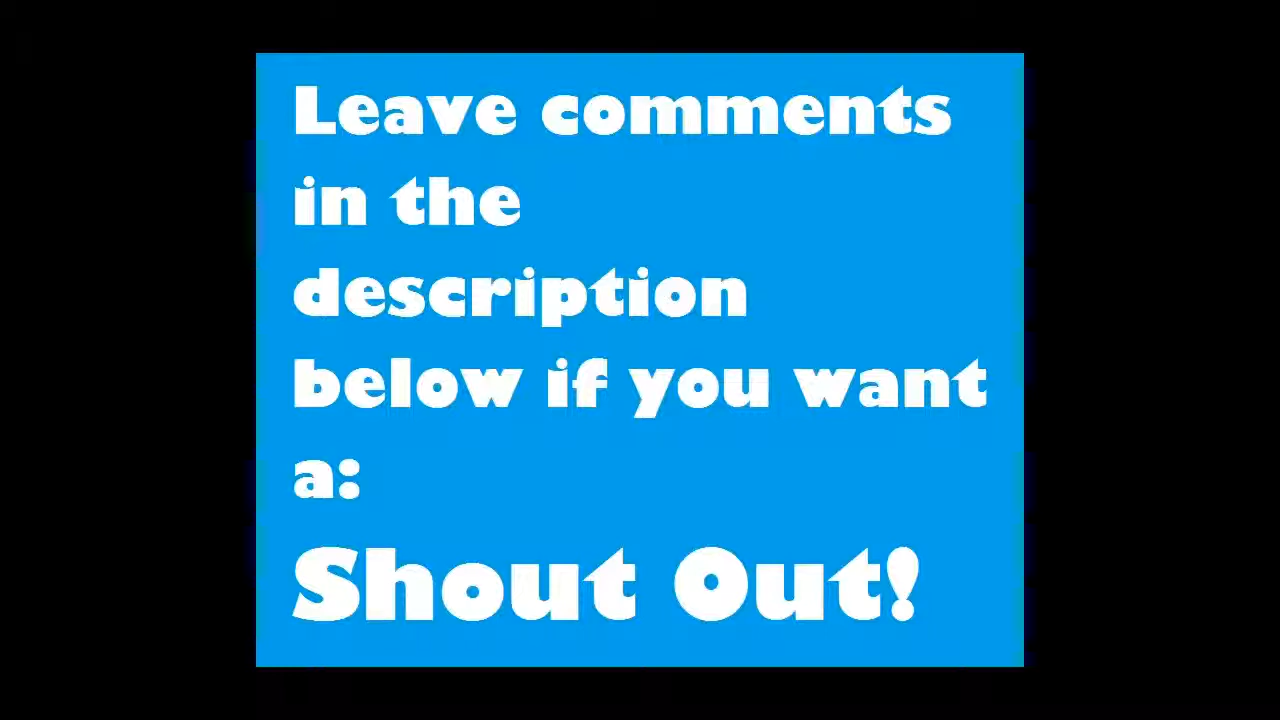 Leave comments
in the
description
below if you want
a:
Shout Out!